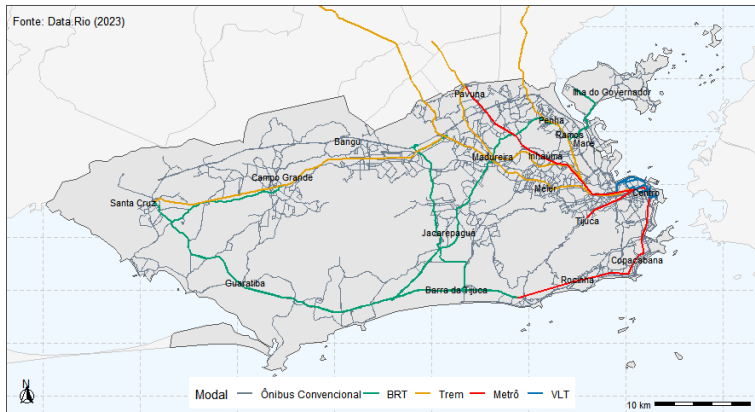 Fonte: Data.Rio (2023)
Pavuna
Ilha do Governador
Penha
Ramos
Maré
Bangu
Madureira
Inhaúma
Campo Grande
Méier
Centro
Santa Cruz
Tijuca
Jacarepaguá
Copacabana
Rocinha
Guaratiba
Barra da Tijuca
N
Modal Ônibus Convencional BRT Trem Metrô VLT
10 km